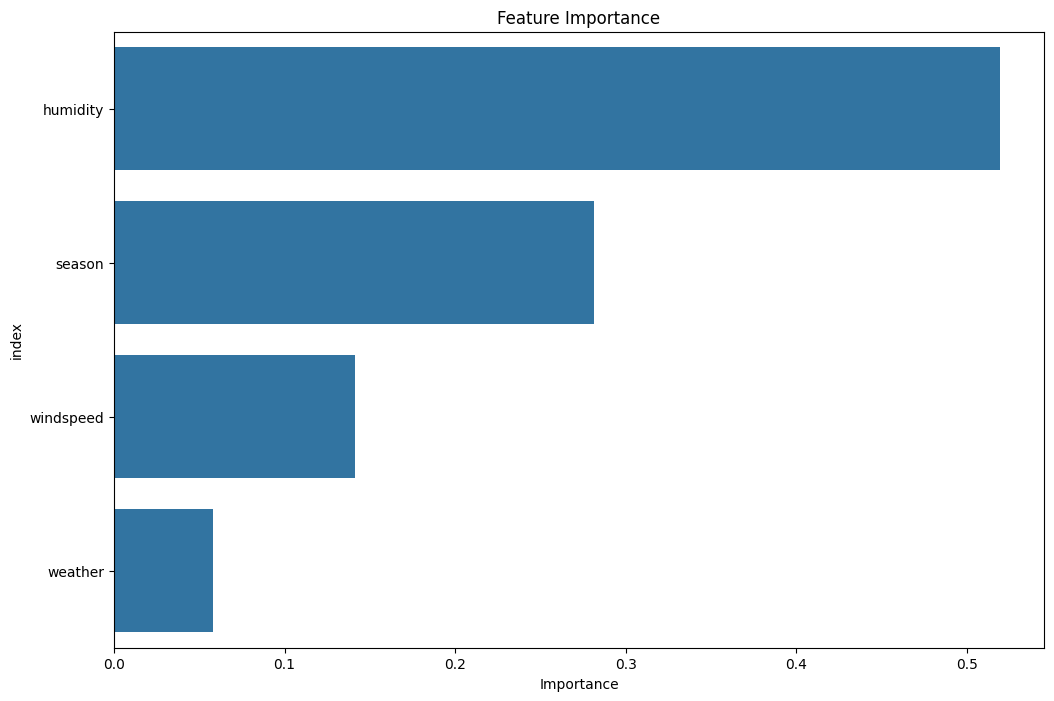 Feature Importance
humidity
season
windspeed
weather
index
0.0 0.1 0.2 0.3 0.4 0.5
Importance